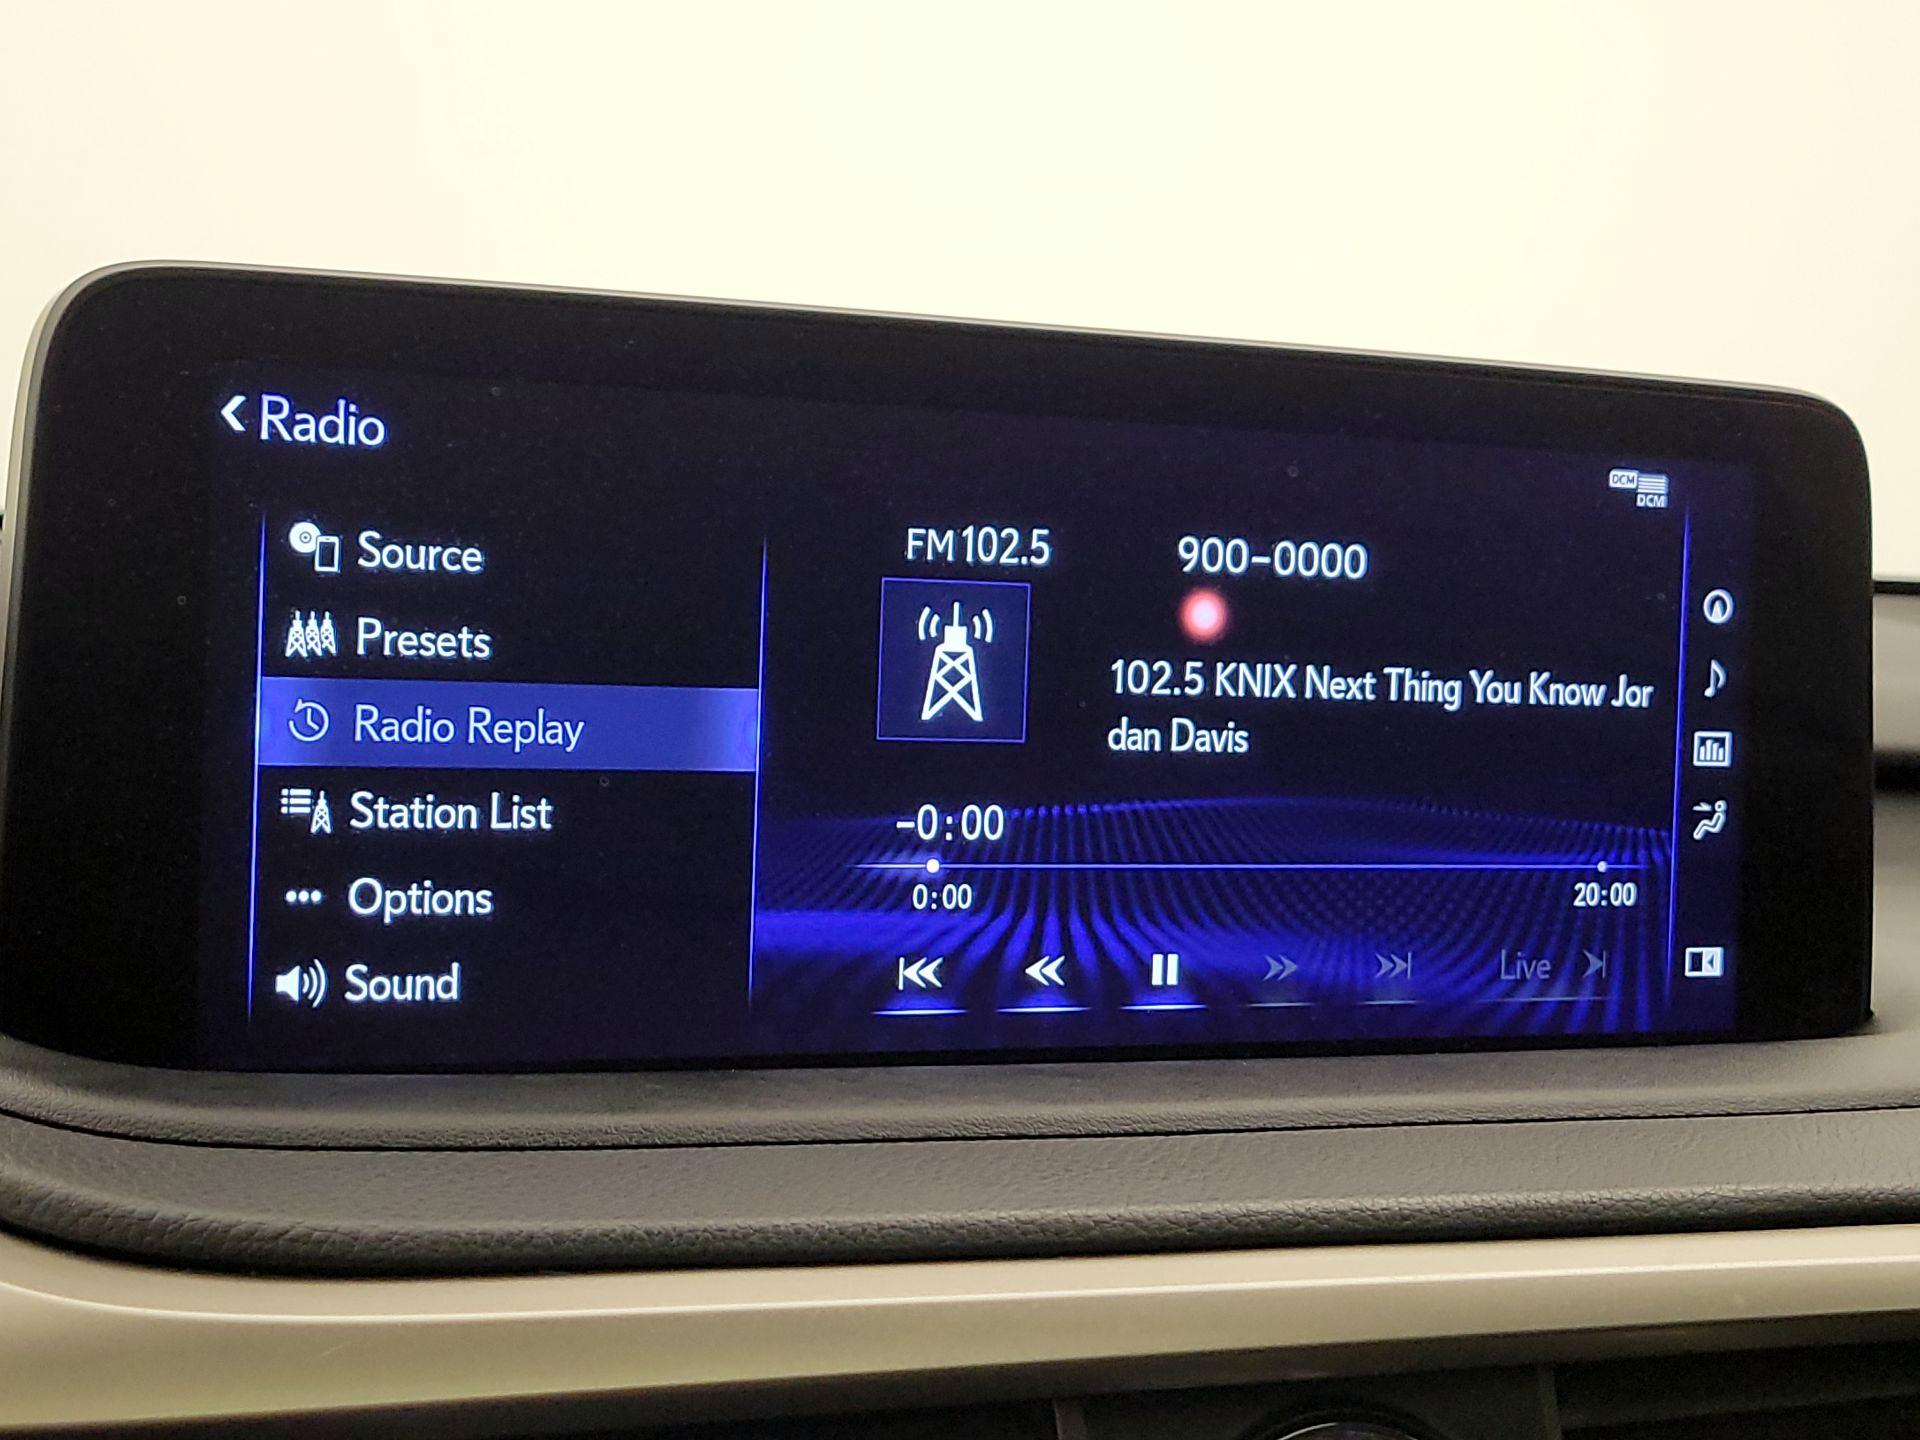 Radio
DCM
DCM
Source
Presets
Radio Replay
Station List
Options
Sound
FM 102.5
900-0000
102.5 KNIX Next Thing You Know Jor
dan Davis
-0:00
0:00
20:00
Live